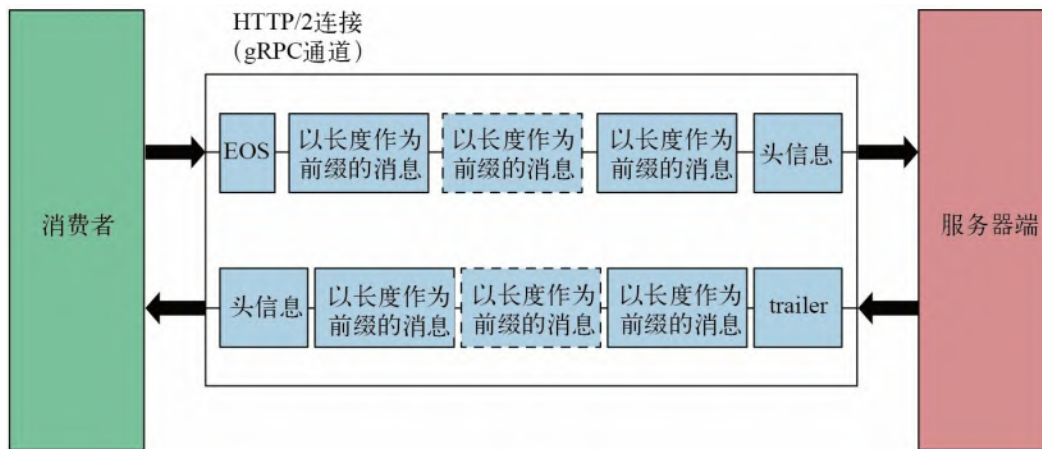 HTTP/2连接
（gRPC通道）
消费者
EOS
以长度作为
前缀的消息
以长度作为
前缀的消息
以长度作为
前缀的消息
头信息
头信息
以长度作为
前缀的消息
以长度作为
前缀的消息
以长度作为
前缀的消息
trailer
服务器端